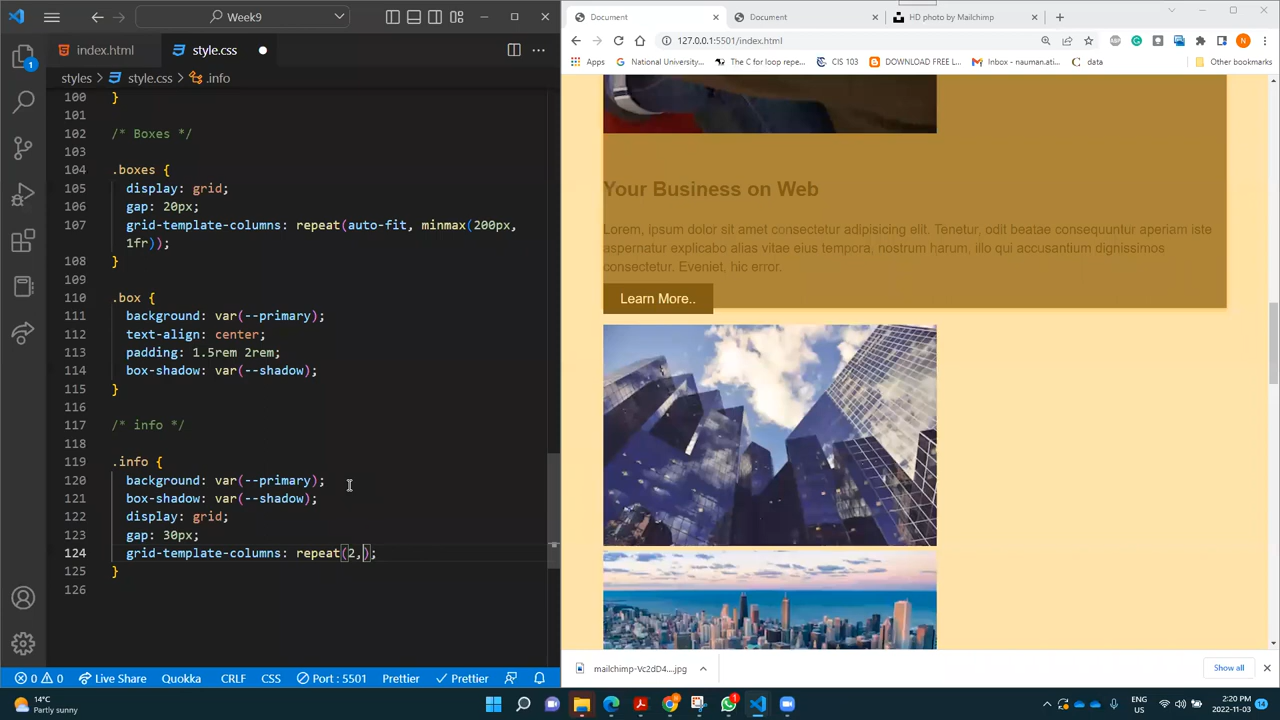 Week9
index.html
style.css
styles > style.css > .info
100 }
101
102 /* Boxes */
103
104 .boxes {
105 display: grid;
106 gap: 20px;
107 grid-template-columns: repeat(auto-fit, minmax(200px,
1fr));
108 }
109
110 .box {
111 background: var(--primary);
112 text-align: center;
113 padding: 1.5rem 2rem;
114 box-shadow: var(--shadow);
115 }
116
117 /* info */
118
119 .info {
120 background: var(--primary);
121 box-shadow: var(--shadow);
122 display: grid;
123 gap: 30px;
124 grid-template-columns: repeat(2,);
125 }
126
1
0 0 Live Share Quokka CRLF CSS Port : 5501 Prettier Prettier
Document
Document
HD photo by Mailchimp
127.0.0.1:5501/index.html
N
Apps National University... The C for loop repe... CIS 103 BLOGGER DOWNLOAD FREE L... Inbox - nauman.ati... data Other bookmarks
Your Business on Web
Lorem, ipsum dolor sit amet consectetur adipisicing elit. Tenetur, odit beatae consequuntur aperiam iste
aspernatur explicabo alias vitae eius tempora, nostrum harum, illo qui accusantium dignissimos
consectetur. Eveniet, hic error.
Learn More..
mailchimp-Vc2dD4....jpg
Show all
14°C
Partly sunny
1
ENG
US
2:20 PM
2022-11-03
14